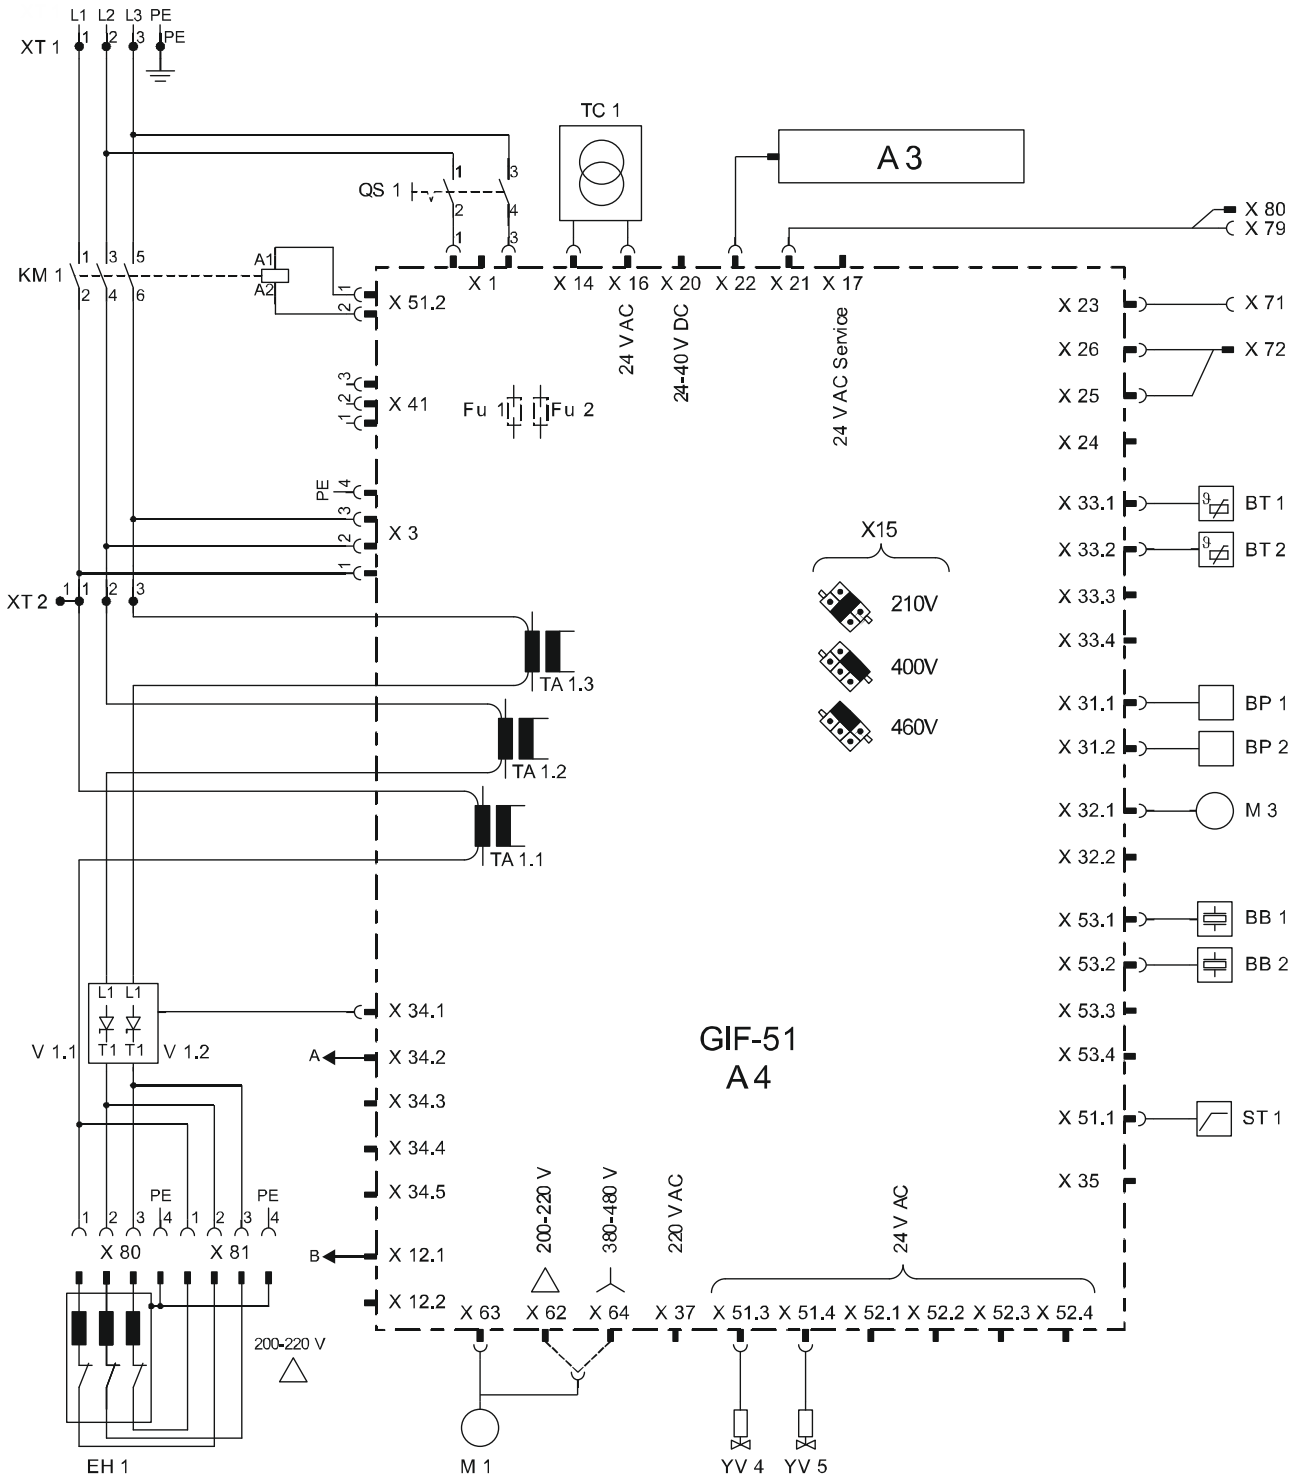 L1 L2 L3 PE
XT 1 1 2 3 PE
TC 1
A 3
QS 1 1 3
2 4
X 80
X 79
1 3
KM 1 1 3 5 A1
2 4 6 A2
1 X 51.2
2
X 1 X 14 X 16 X 20 X 22 X 21 X 17
24 V AC
24-40 V DC
24 V AC Service
X 23 X 71
X 26 X 72
X 25
X 24
3
2 X 41
1
Fu 1 Fu 2
PE 4
3
2 X 3
1
X 33.1 BT 1
X 33.2 BT 2
X 33.3
X 33.4
X15
210V
400V
460V
XT 2 1 1 2 3
TA 1.3
TA 1.2
TA 1.1
X 31.1 BP 1
X 31.2 BP 2
X 32.1 M 3
X 32.2
X 53.1 BB 1
X 53.2 BB 2
X 53.3
X 53.4
L1 L1
V 1.1 T1 T1 V 1.2
X 34.1
A X 34.2
X 34.3
X 34.4
X 34.5
GIF-51
A 4
X 51.1 ST 1
X 35
PE PE
1 2 3 4 1 2 3 4
X 80 X 81
B X 12.1
X 12.2
200-220 V
380-480 V
220 V AC
24 V AC
X 63 X 62 X 64 X 37 X 51.3 X 51.4 X 52.1 X 52.2 X 52.3 X 52.4
200-220 V
EH 1 M 1 YV 4 YV 5
ϑ
ϑ